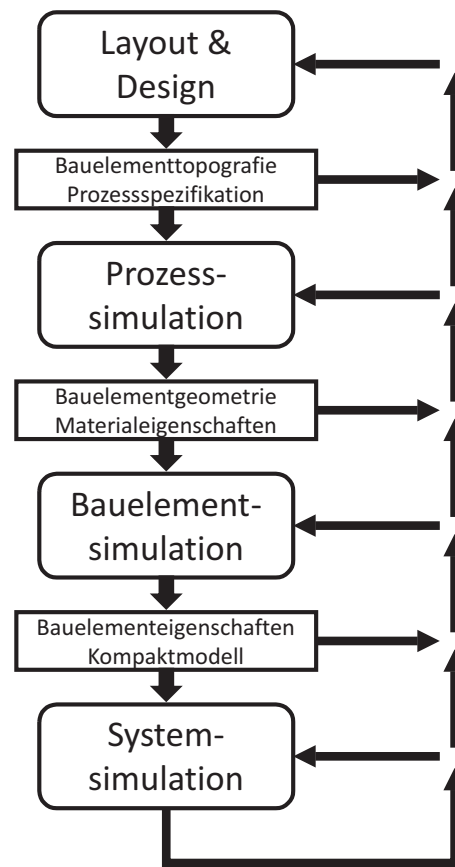 Layout &
Design
Bauelementtopografie
Prozessspezifikation
Prozess-
simulation
Bauelementgeometrie
Materialeigenschaften
Bauelement-
simulation
Bauelementeigenschaften
Kompaktmodell
System-
simulation